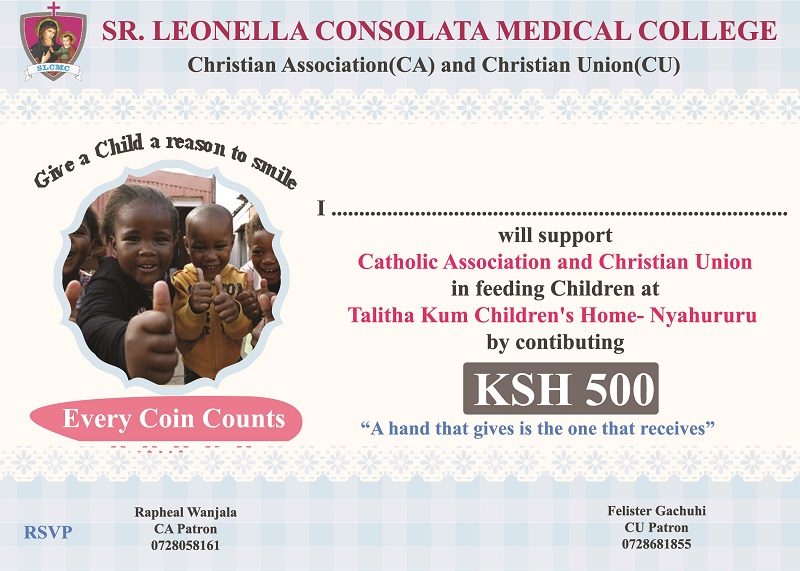 SLCMC
SR. LEONELLA CONSOLATA MEDICAL COLLEGE
Christian Association(CA) and Christian Union(CU)
Give a Child a reason to smile
I ....................................................................................
will support
Catholic Association and Christian Union
in feeding Children at
Talitha Kum Children's Home- Nyahururu
by contibuting
KSH 500
Every Coin Counts
“A hand that gives is the one that receives”
RSVP
Rapheal Wanjala
CA Patron
0728058161
Felister Gachuhi
CU Patron
0728681855